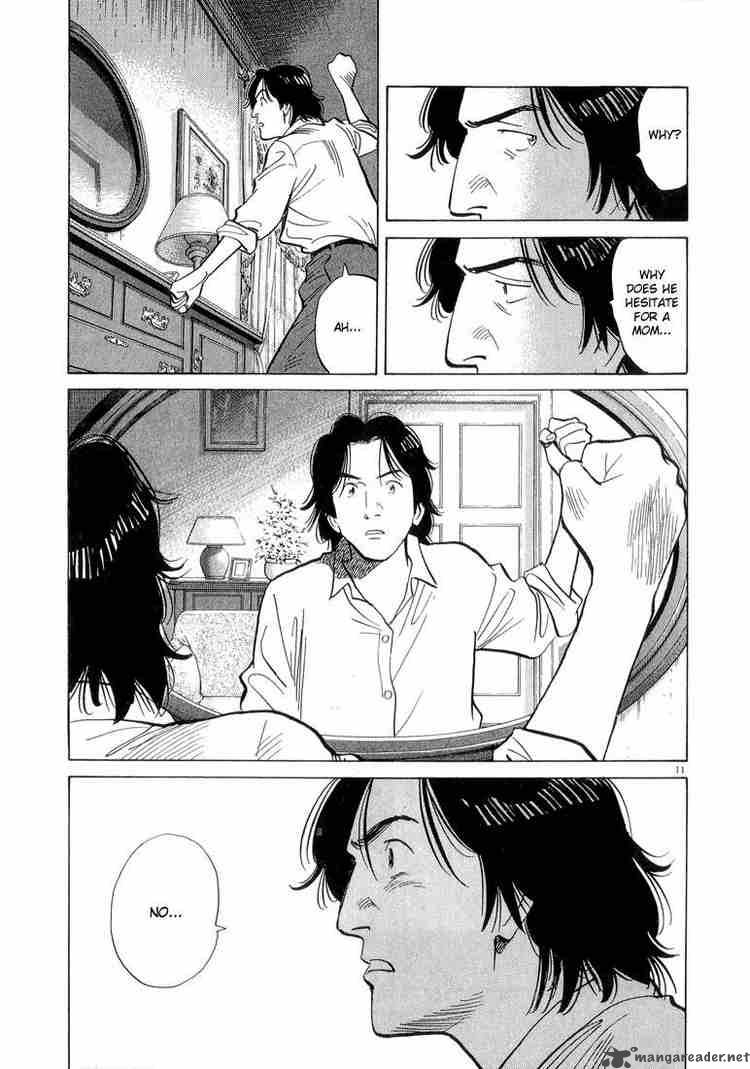 WHY?
WHY
DOES HE
HESITATE
FOR A
MOM...
AH...
11
NO...
mangareader.net